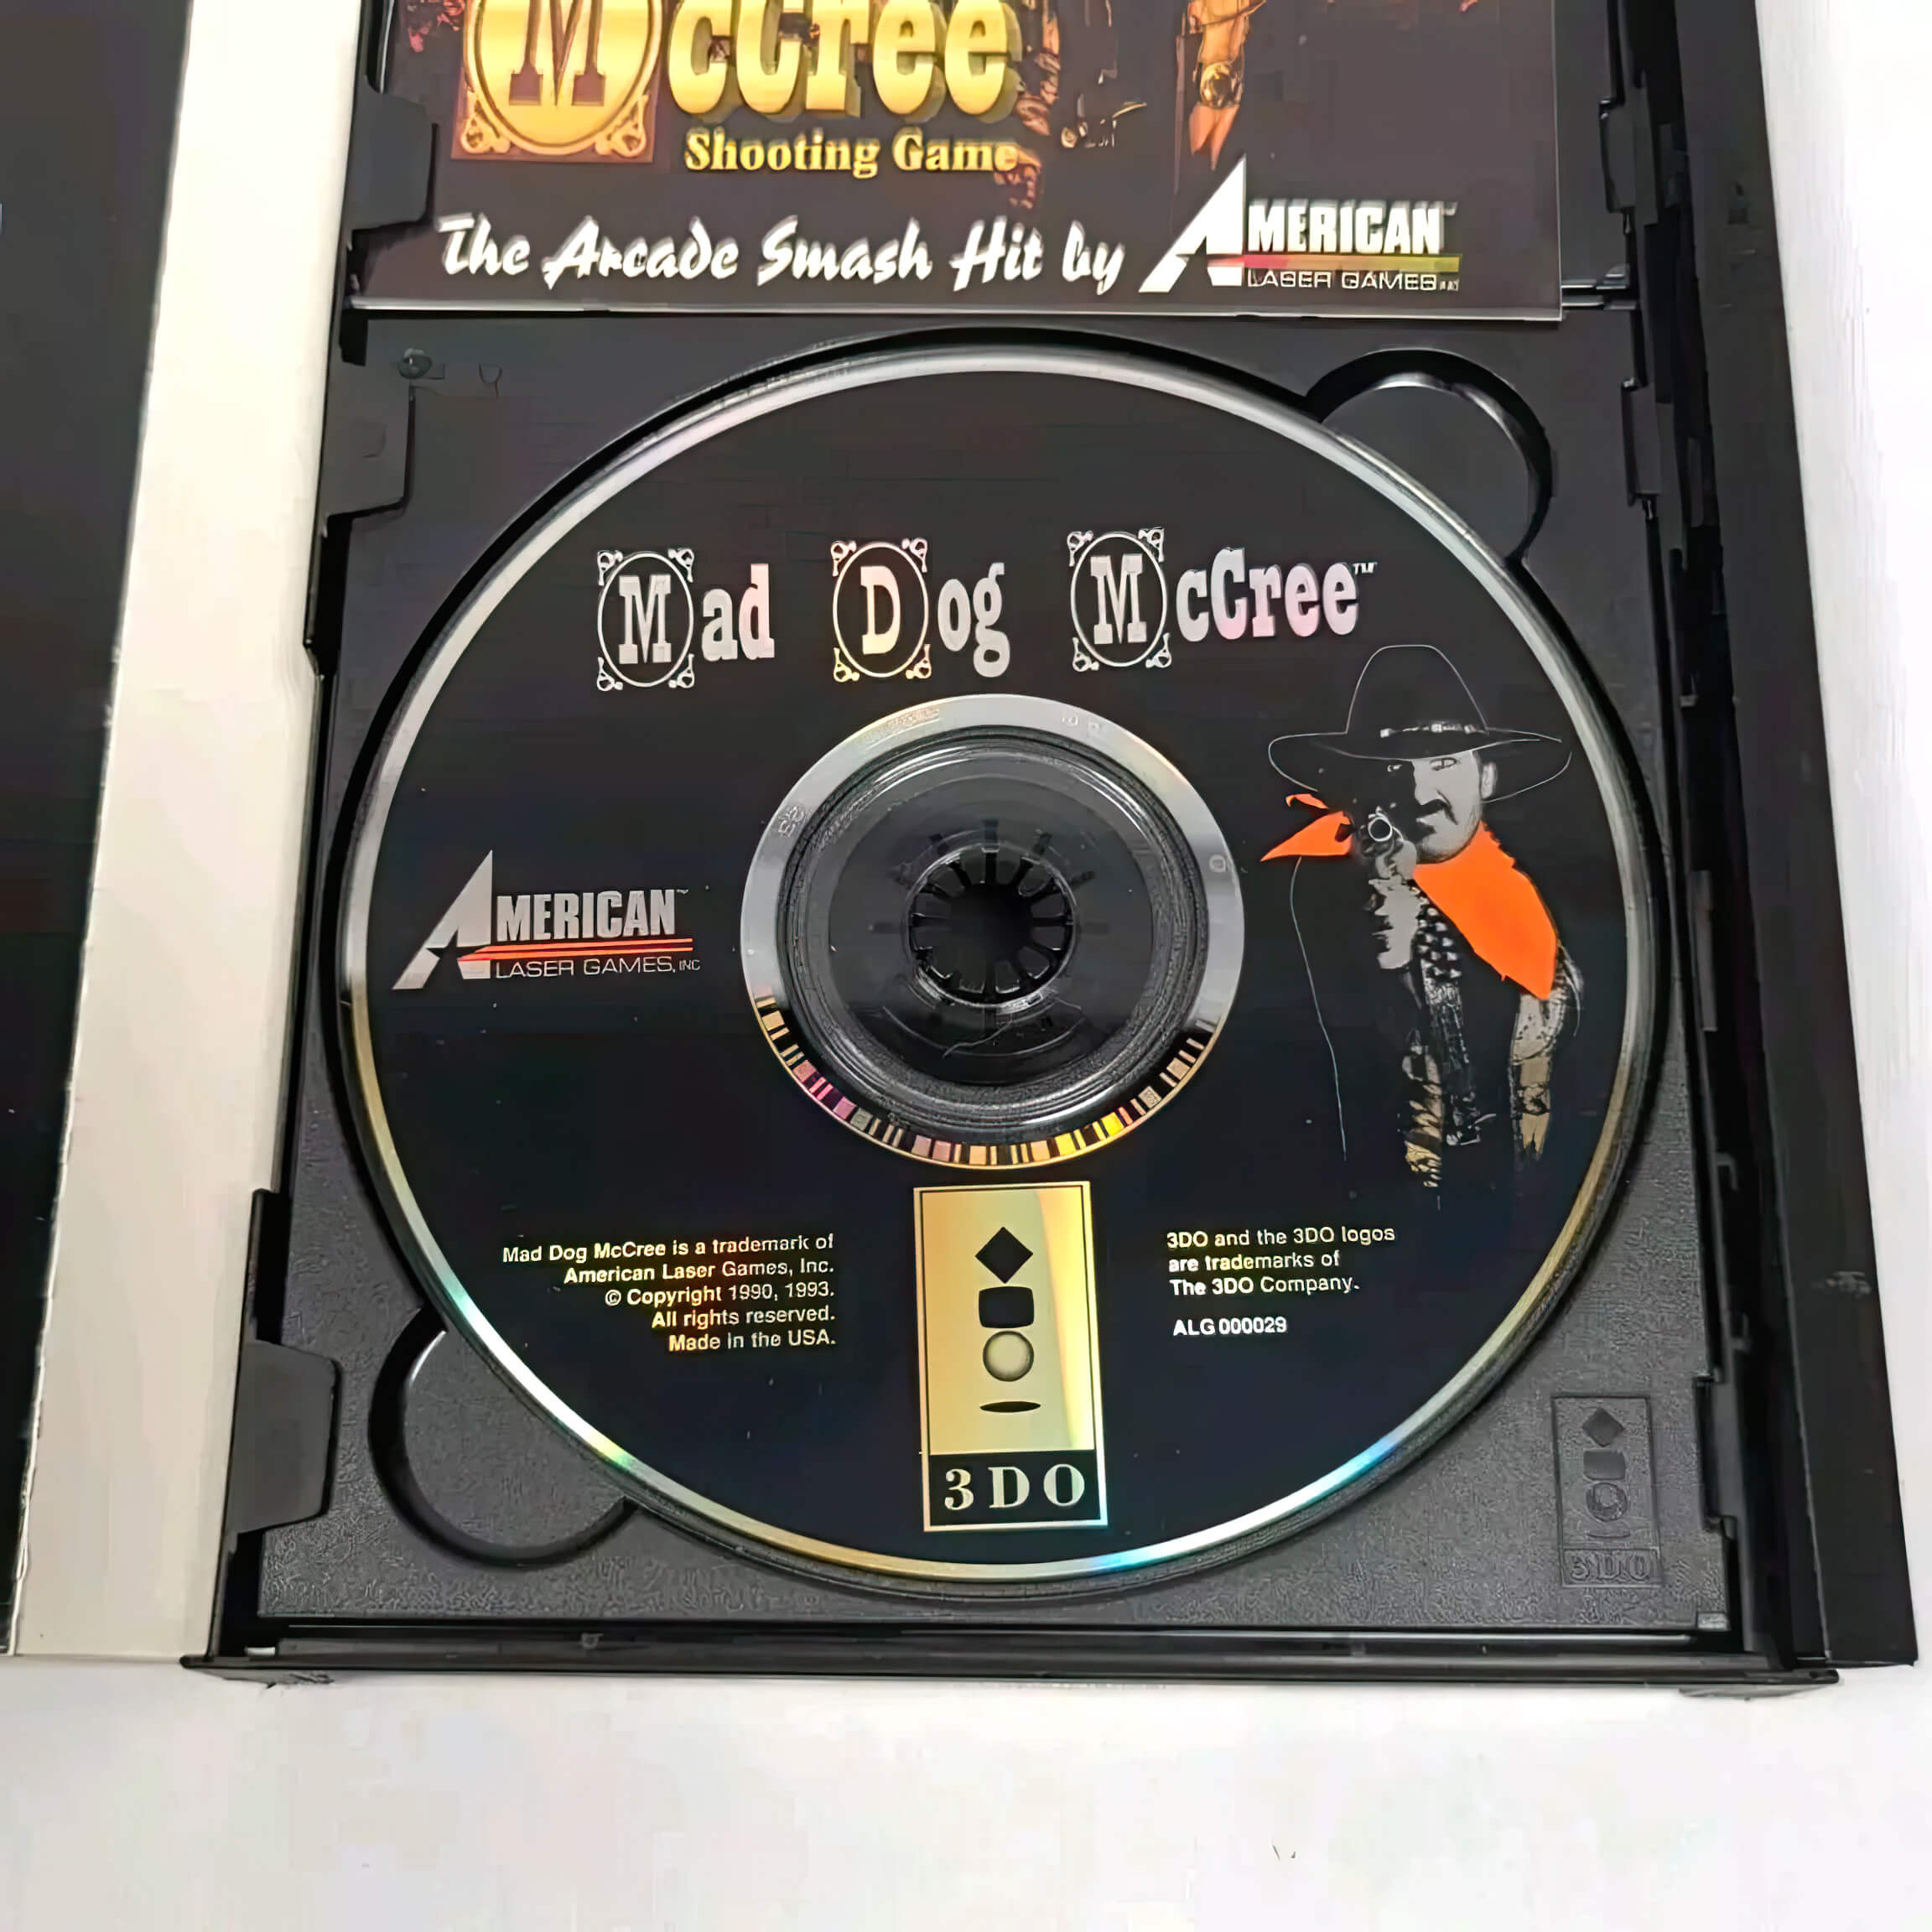 McCree
Shooting Game
The Arcade Smash Hit by AMERICAN
LASER GAMES
Mad Dog McCree™
AMERICAN™
LASER GAMES, INC
Mad Dog McCree is a trademark of
American Laser Games, Inc.
© Copyright 1990, 1993.
All rights reserved.
Made in the USA.
3DO and the 3DO logos
are trademarks of
The 3DO Company.
ALG 000029
3DO
3DO